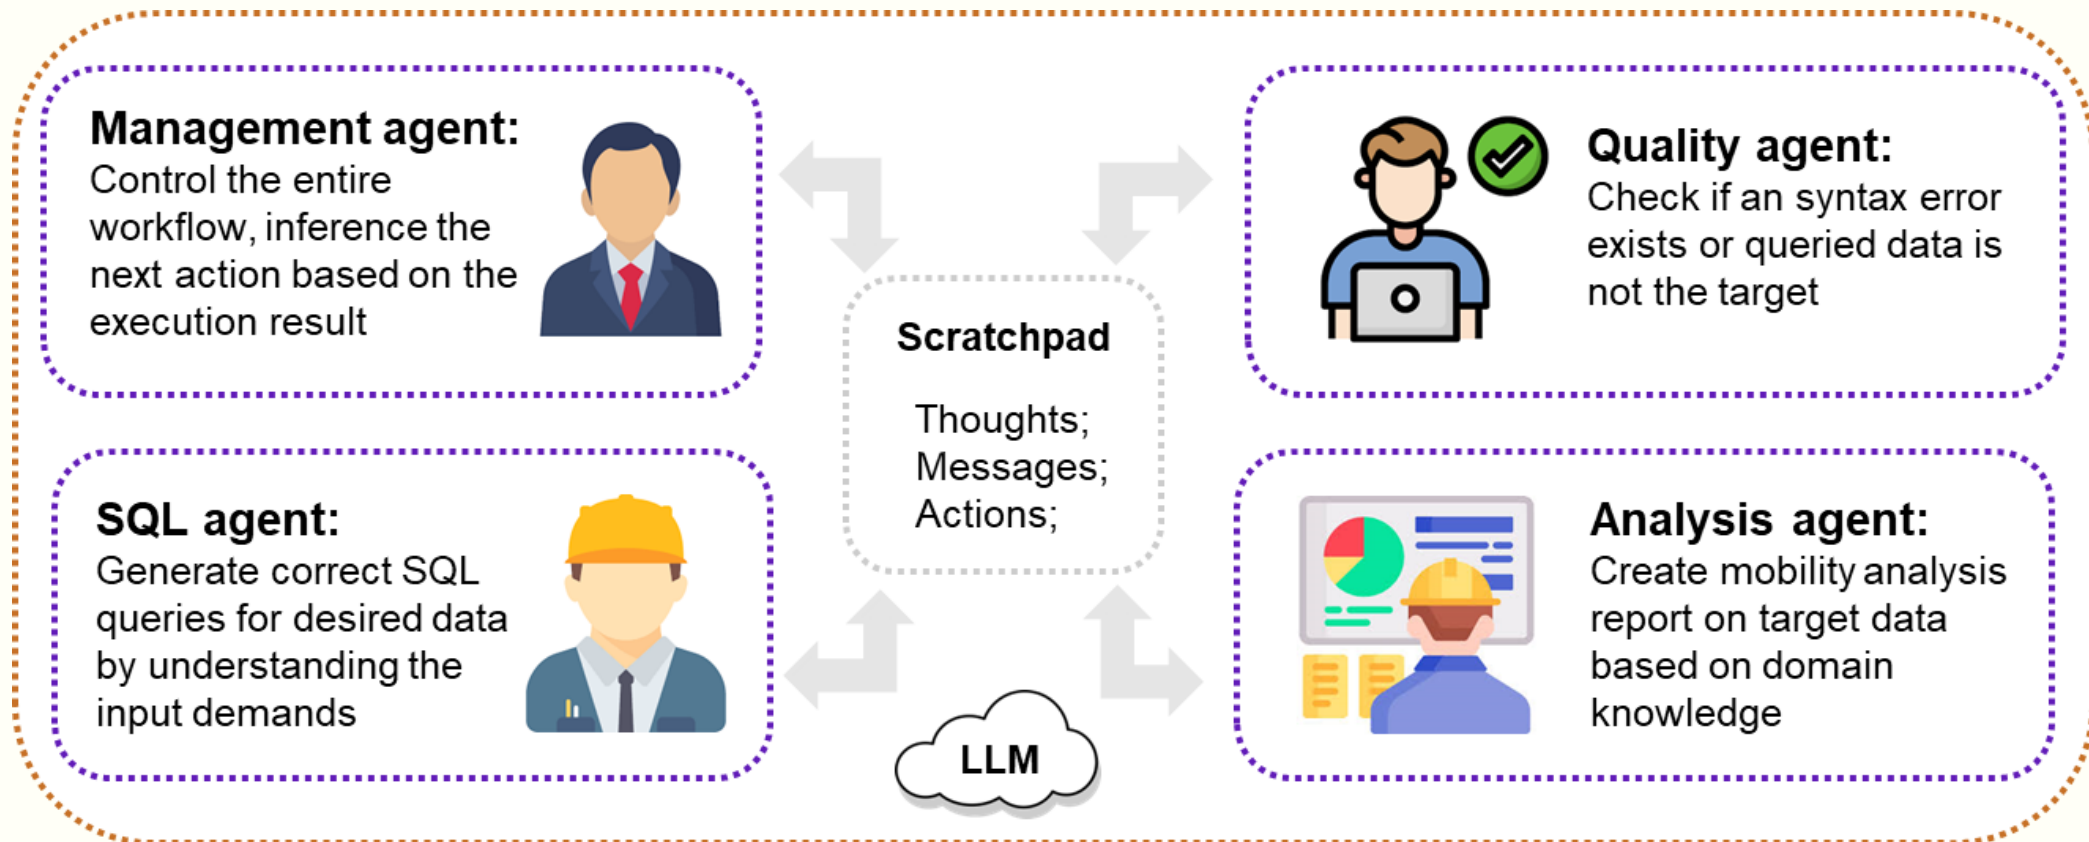 Management agent:
Control the entire
workflow, inference the
next action based on the
execution result
Quality agent:
Check if an syntax error
exists or queried data is
not the target
Scratchpad
Thoughts;
Messages;
Actions;
SQL agent:
Generate correct SQL
queries for desired data
by understanding the
input demands
Analysis agent:
Create mobility analysis
report on target data
based on domain
knowledge
LLM